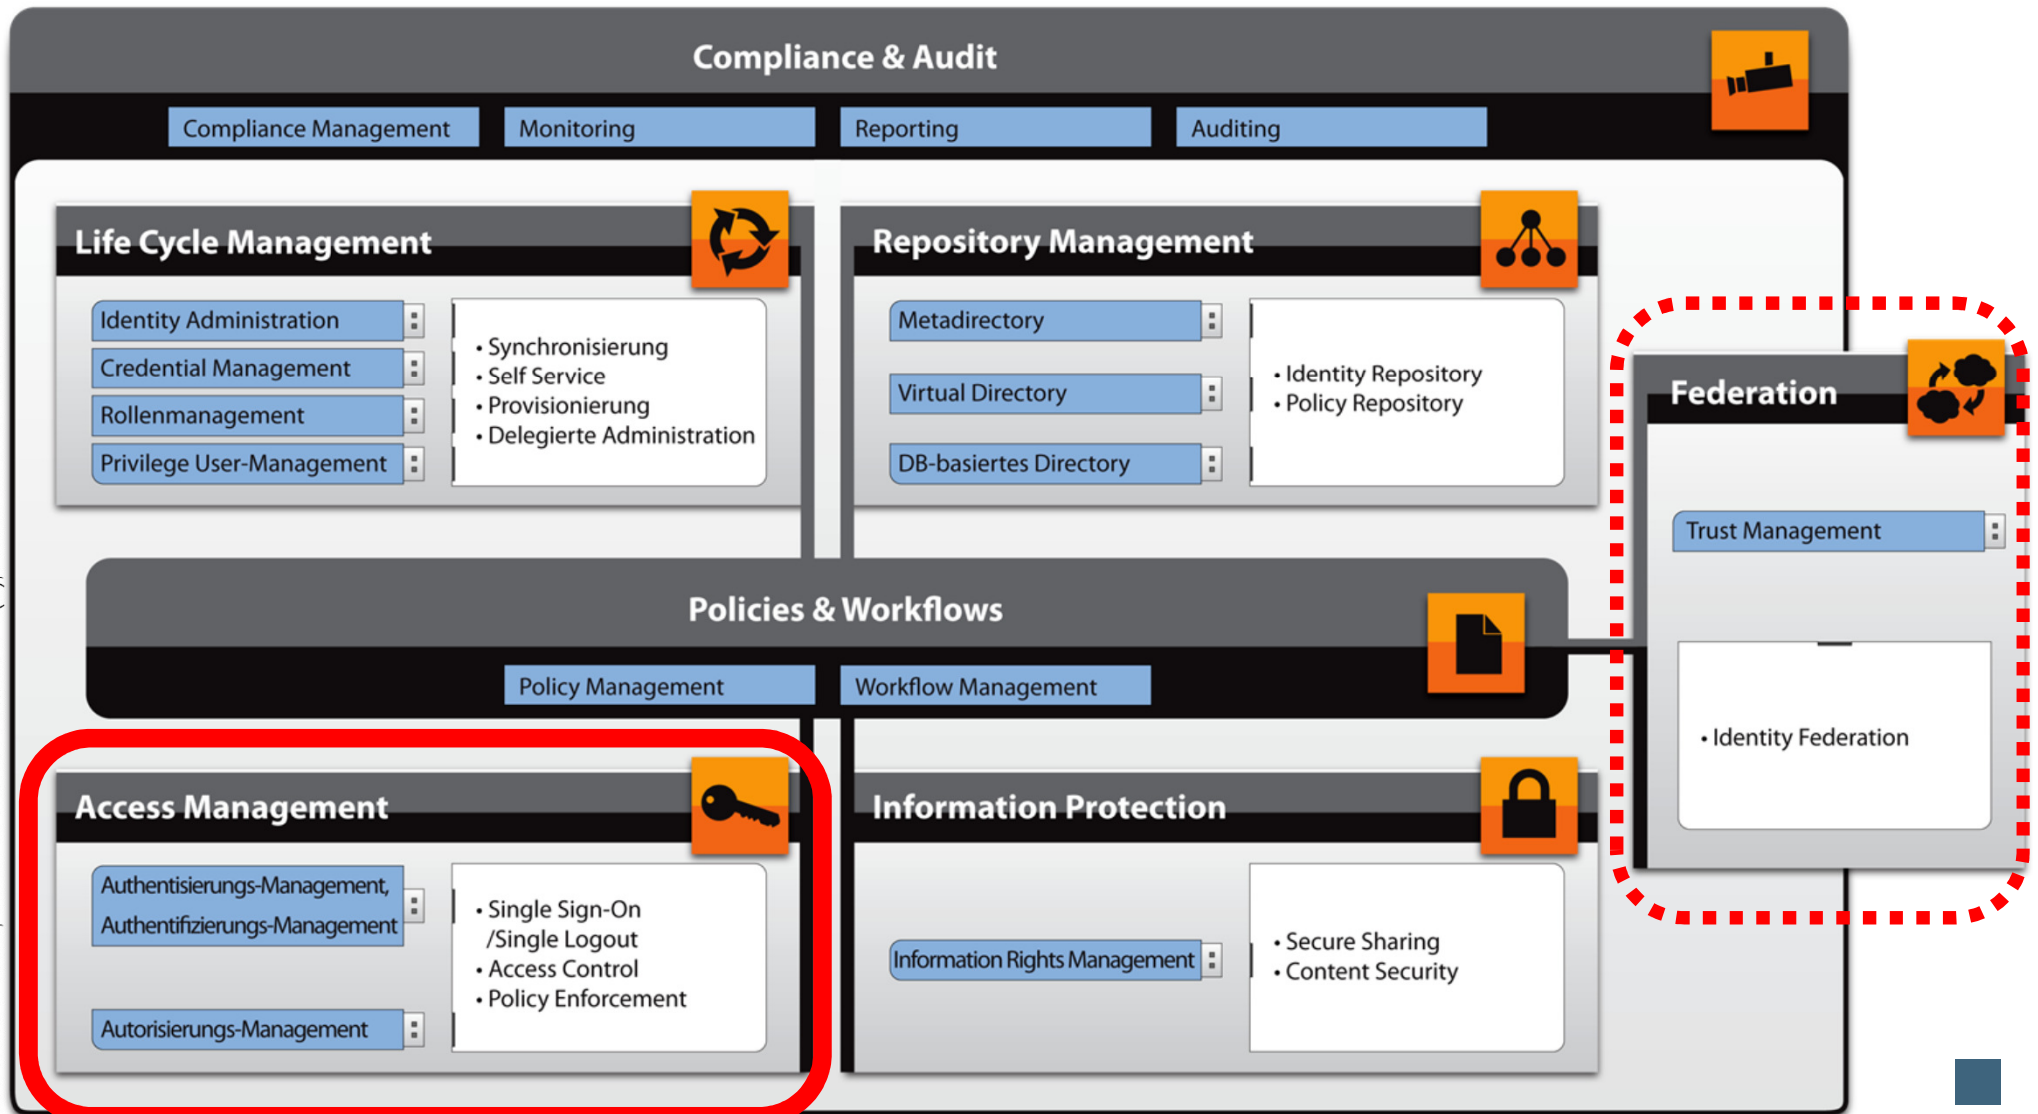 Compliance & Audit
Compliance Management
Monitoring
Reporting
Auditing
Life Cycle Management
Identity Administration
Credential Management
Rollenmanagement
Privilege User-Management
• Synchronisierung
• Self Service
• Provisionierung
• Delegierte Administration
Repository Management
Metadirectory
Virtual Directory
DB-basiertes Directory
• Identity Repository
• Policy Repository
Federation
Trust Management
• Identity Federation
Policies & Workflows
Policy Management
Workflow Management
Access Management
Authentisierungs-Management,
Authentifizierungs-Management
Autorisierungs-Management
• Single Sign-On
/Single Logout
• Access Control
• Policy Enforcement
Information Protection
Information Rights Management
• Secure Sharing
• Content Security